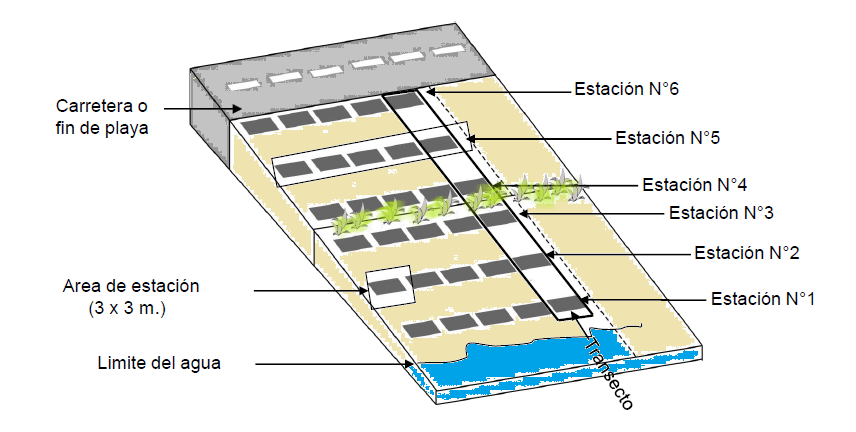 Estación N°6
Carretera o
fin de playa
Estación N°5
Estación N°4
Estación N°3
Estación N°2
Area de estación
(3 x 3 m.)
Estación N°1
Limite del agua
Transecto